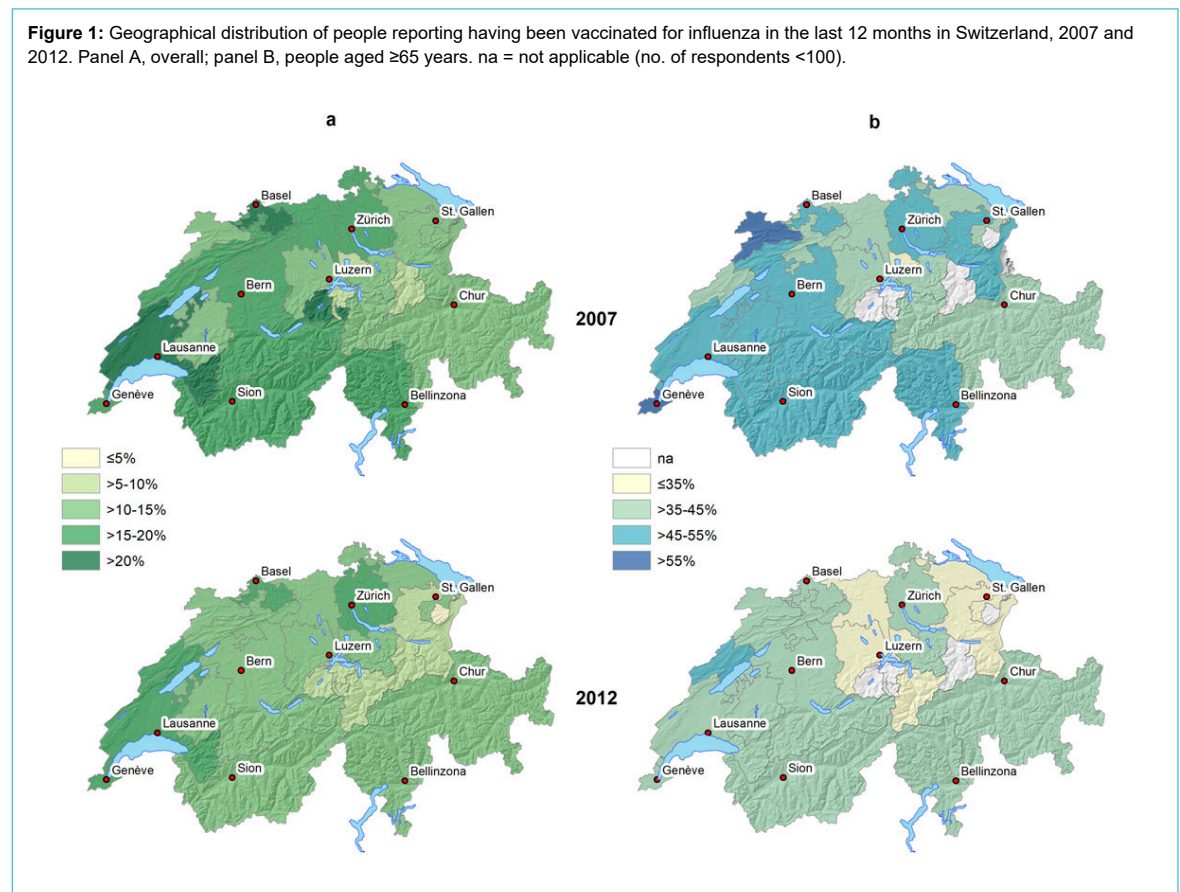 Figure 1: Geographical distribution of people reporting having been vaccinated for influenza in the last 12 months in Switzerland, 2007 and
2012. Panel A, overall; panel B, people aged ≥65 years. na = not applicable (no. of respondents <100).
a
b
Basel
St. Gallen
Zürich
Luzern
Bern
Chur
Lausanne
Genève
Sion
Bellinzona
2007
Basel
St. Gallen
Zürich
Luzern
Bern
Chur
Lausanne
Genève
Sion
Bellinzona
≤5%
>5-10%
>10-15%
>15-20%
>20%
na
≤35%
>35-45%
>45-55%
>55%
Basel
St. Gallen
Zürich
Luzern
Bern
Chur
Lausanne
Genève
Sion
Bellinzona
2012
Basel
St. Gallen
Zürich
Luzern
Bern
Chur
Lausanne
Genève
Sion
Bellinzona